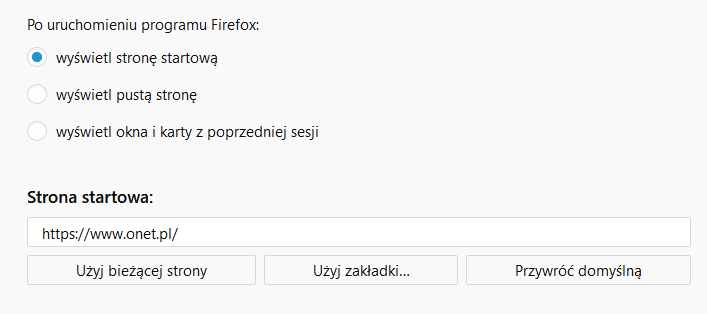 Po uruchomieniu programu Firefox:
wyświetl stronę startową
wyświetl pustą stronę
wyświetl okna i karty z poprzedniej sesji
Strona startowa:
https://www.onet.pl/
Użyj bieżącej strony Użyj zakładki... Przywróć domyślną